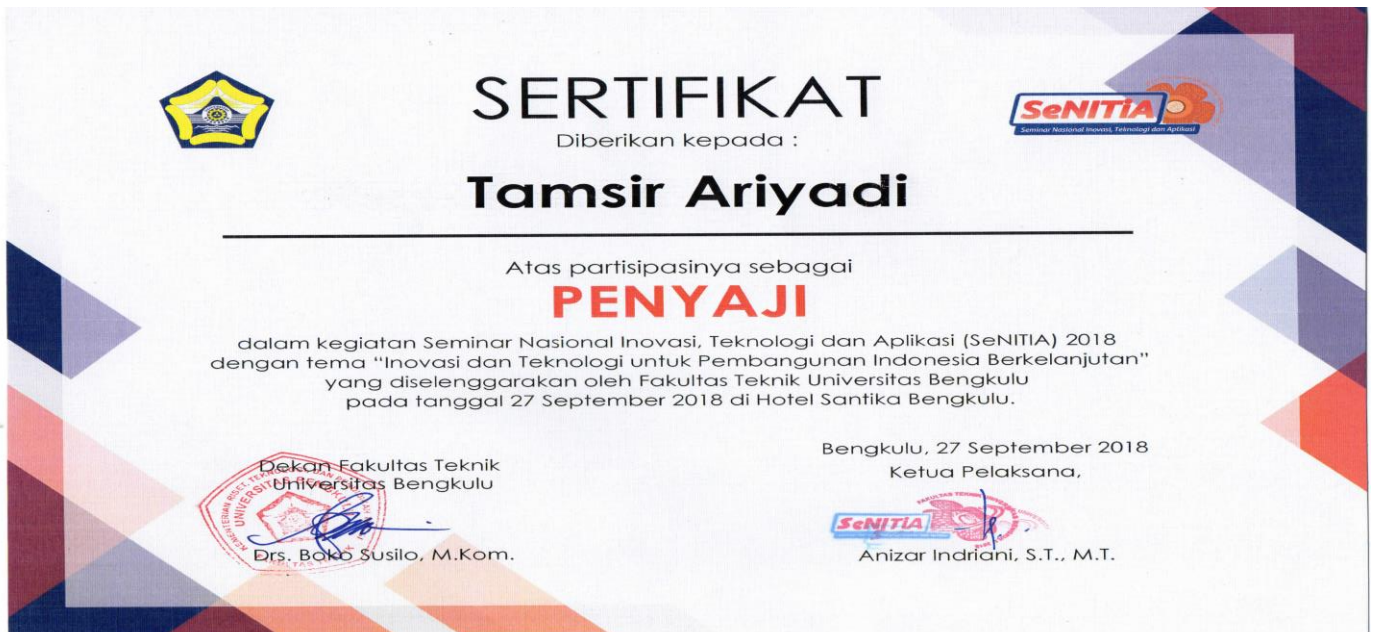 SERTIFIKAT
Diberikan kepada :
SeNITiA
Seminar Nasional Inovasi, Teknologi dan Aplikasi
Tamsir Ariyadi
Atas partisipasinya sebagai
PENYAJI
dalam kegiatan Seminar Nasional Inovasi, Teknologi dan Aplikasi (SeNITIA) 2018
dengan tema “Inovasi dan Teknologi untuk Pembangunan Indonesia Berkelanjutan”
yang diselenggarakan oleh Fakultas Teknik Universitas Bengkulu
pada tanggal 27 September 2018 di Hotel Santika Bengkulu.
Dekan Fakultas Teknik
Universitas Bengkulu
UNIVERSITAS BENGKULU
Drs. Boko Susilo, M.Kom.
Bengkulu, 27 September 2018
Ketua Pelaksana,
SeNITiA
Anizar Indriani, S.T., M.T.